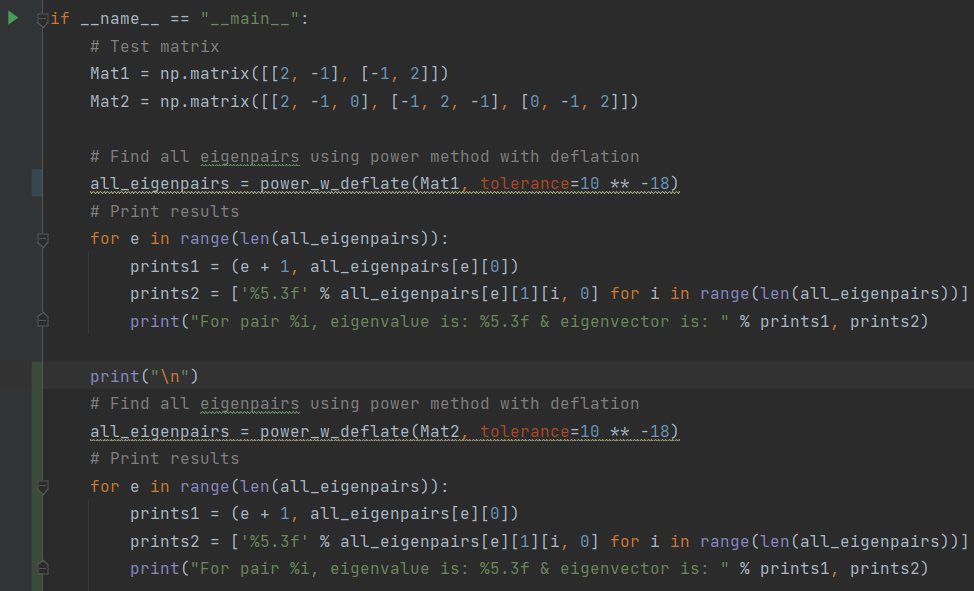 if __name__ == "__main__":
    # Test matrix
    Mat1 = np.matrix([[2, -1], [-1, 2]])
    Mat2 = np.matrix([[2, -1, 0], [-1, 2, -1], [0, -1, 2]])
    # Find all eigenpairs using power method with deflation
    all_eigenpairs = power_w_deflate(Mat1, tolerance=10 ** -18)
    # Print results
    for e in range(len(all_eigenpairs)):
        prints1 = (e + 1, all_eigenpairs[e][0])
        prints2 = ['%5.3f' % all_eigenpairs[e][1][i, 0] for i in range(len(all_eigenpairs))]
        print("For pair %i, eigenvalue is: %5.3f & eigenvector is: " % prints1, prints2)
    print("\n")
    # Find all eigenpairs using power method with deflation
    all_eigenpairs = power_w_deflate(Mat2, tolerance=10 ** -18)
    # Print results
    for e in range(len(all_eigenpairs)):
        prints1 = (e + 1, all_eigenpairs[e][0])
        prints2 = ['%5.3f' % all_eigenpairs[e][1][i, 0] for i in range(len(all_eigenpairs))]
        print("For pair %i, eigenvalue is: %5.3f & eigenvector is: " % prints1, prints2)